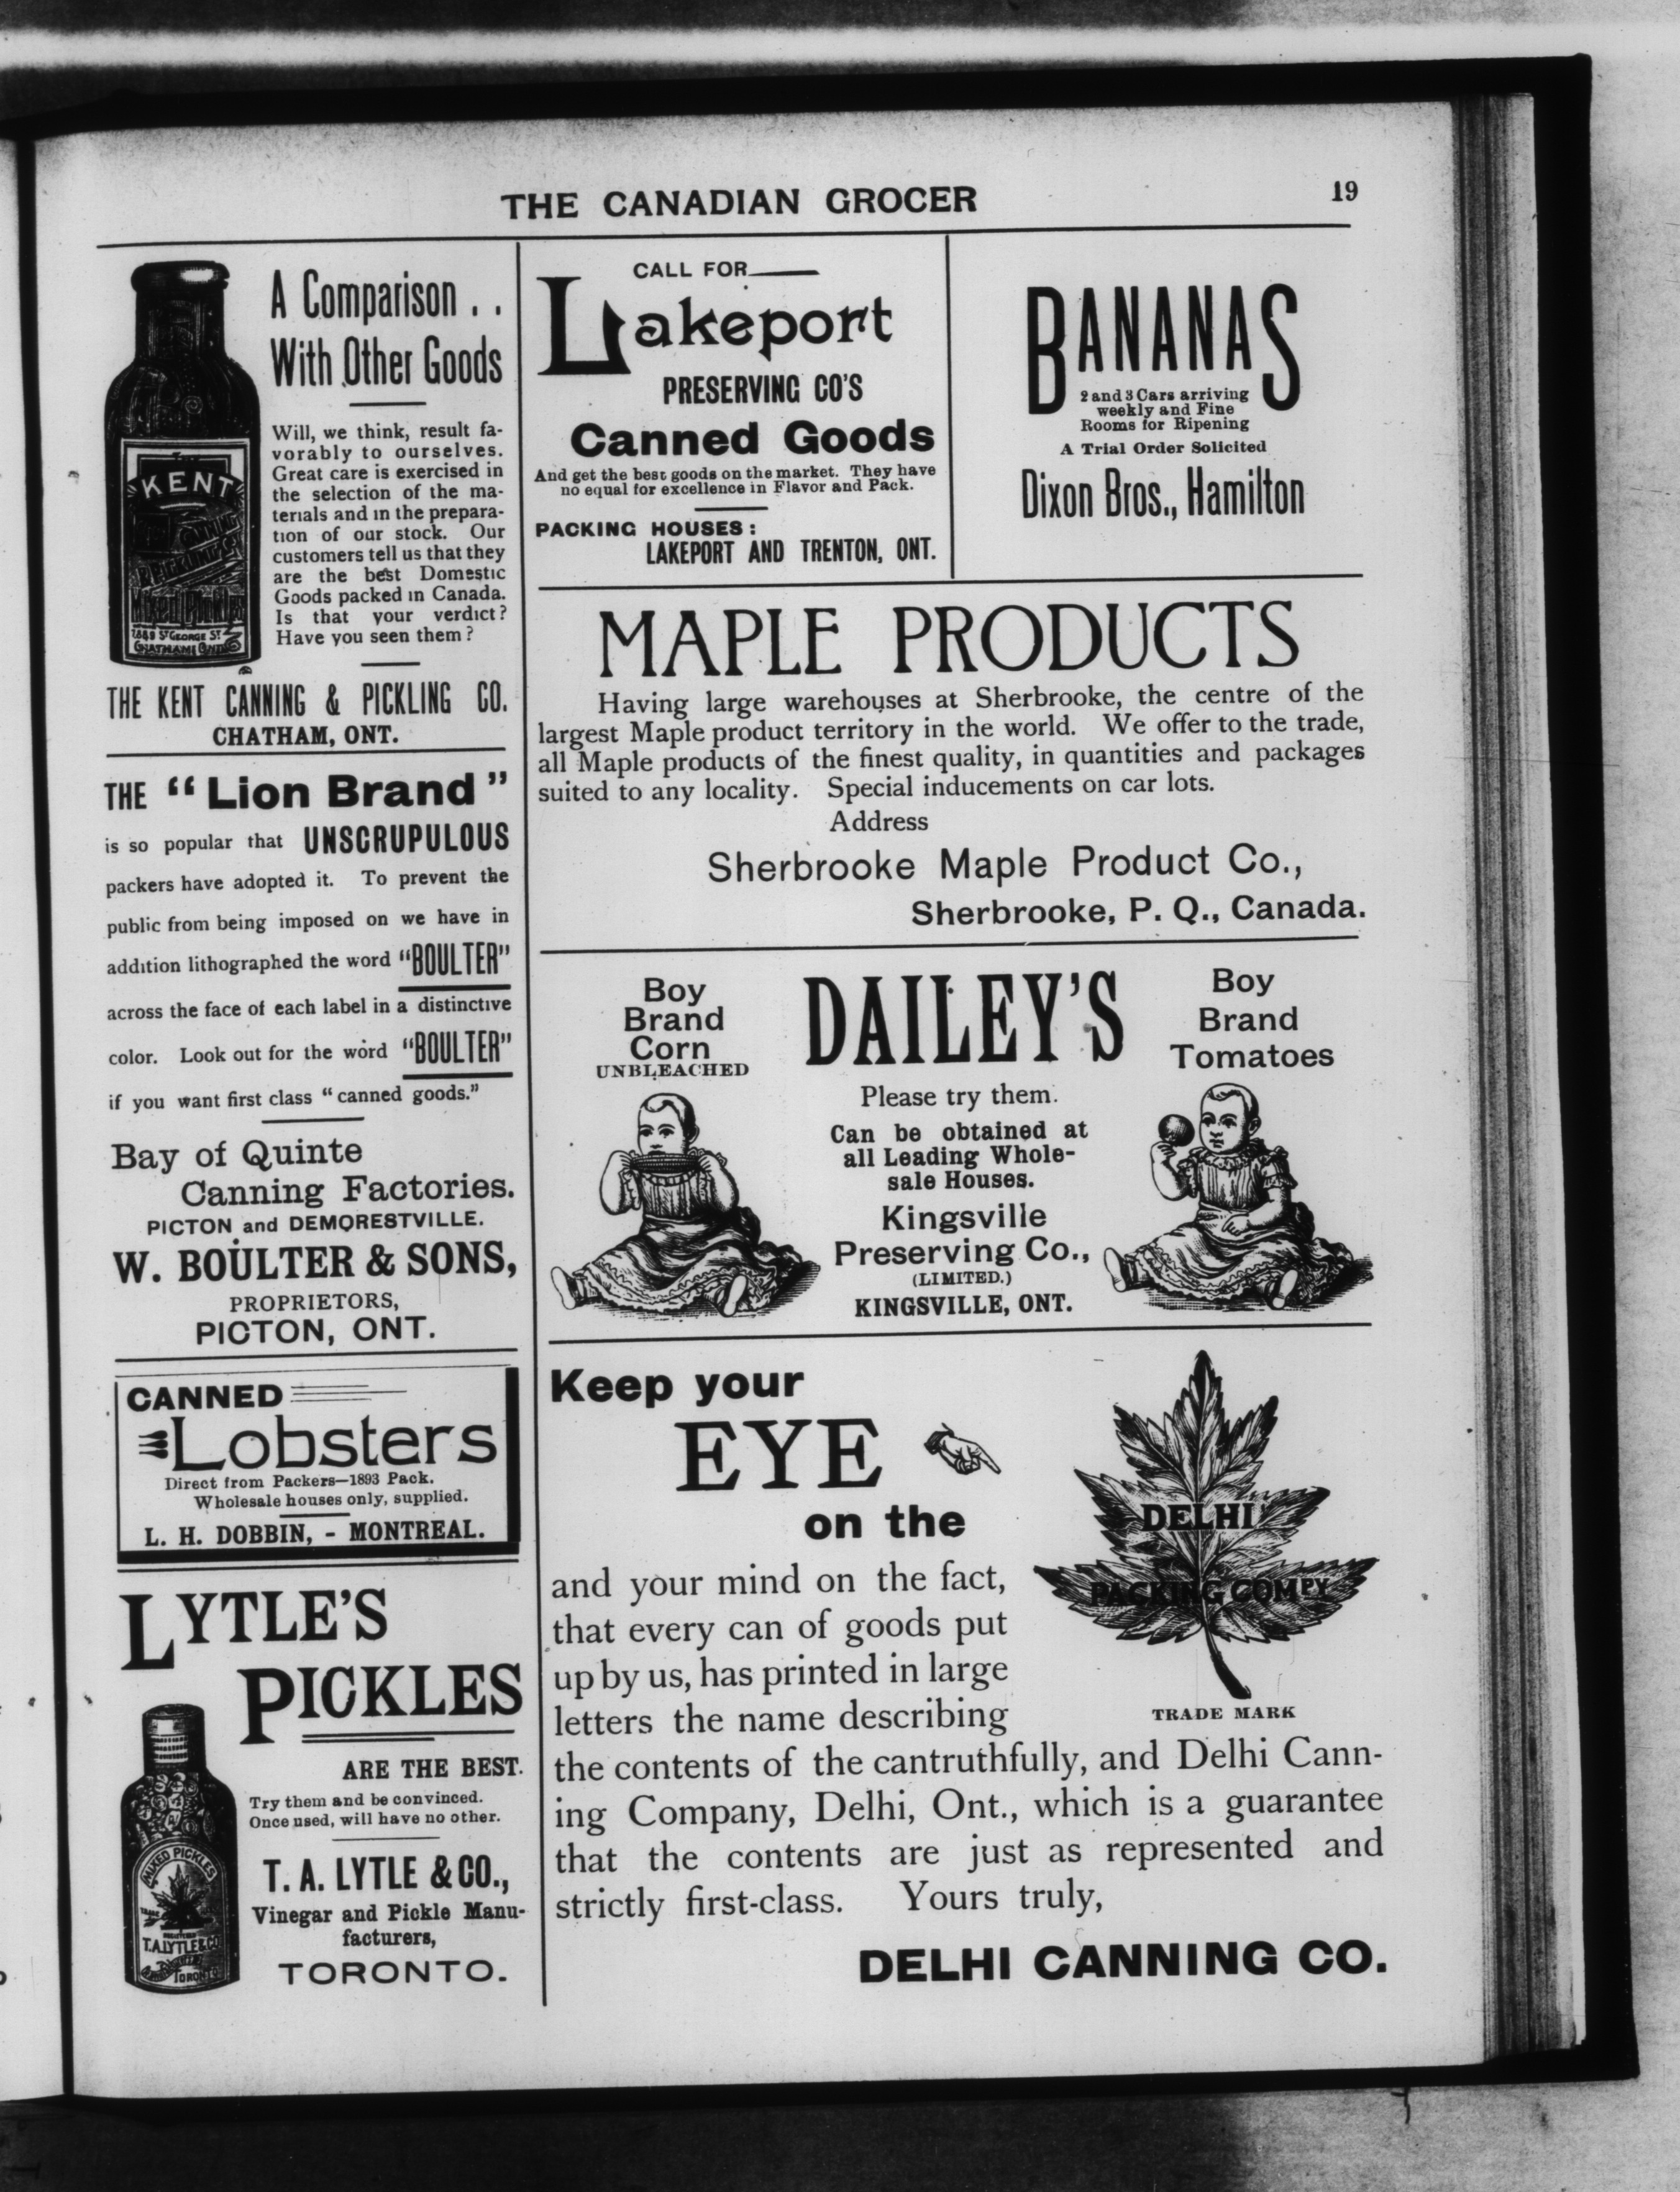 THE CANADIAN GROCER
19
A Comparison . .
With Other Goods
Will, we think, result fa-
vorably to ourselves.
Great care is exercised in
the selection of the ma-
terials and in the prepara-
tion of our stock. Our
customers tell us that they
are the best Domestic
Goods packed in Canada.
Is that your verdict?
Have you seen them?
KENT
CANNING
Mixed Pickles
1889 ST GEORGE ST
THE KENT CANNING & PICKLING CO.
CHATHAM, ONT.
THE "Lion Brand"
is so popular that UNSCRUPULOUS
packers have adopted it. To prevent the
public from being imposed on we have in
addition lithographed the word "BOULTER"
across the face of each label in a distinctive
color. Look out for the word "BOULTER"
if you want first class "canned goods."
Bay of Quinte
Canning Factories.
PICTON and DEMORESTVILLE.
W. BOULTER & SONS,
PROPRIETORS,
PICTON, ONT.
CANNED
Lobsters
Direct from Packers—1893 Pack.
Wholesale houses only, supplied.
L. H. DOBBIN, - MONTREAL.
LYTLE'S
PICKLES
ARE THE BEST.
Try them and be convinced.
Once used, will have no other.
T. A. LYTLE & CO.,
Vinegar and Pickle Manu-
facturers,
TORONTO.
MIXED PICKLES
T.A. LYTLE & CO
TORONTO
CALL FOR
Lakeport
PRESERVING CO'S
Canned Goods
And get the best goods on the market. They have
no equal for excellence in Flavor and Pack.
PACKING HOUSES:
LAKEPORT AND TRENTON, ONT.
BANANAS
2 and 3 Cars arriving
weekly and Fine
Rooms for Ripening
A Trial Order Solicited
Dixon Bros., Hamilton
MAPLE PRODUCTS
Having large warehouses at Sherbrooke, the centre of the
largest Maple product territory in the world. We offer to the trade,
all Maple products of the finest quality, in quantities and packages
suited to any locality. Special inducements on car lots.
Address
Sherbrooke Maple Product Co.,
Sherbrooke, P. Q., Canada.
Boy
Brand
Corn
UNBLEACHED
DAILEY'S
Please try them.
Can be obtained at
all Leading Whole-
sale Houses.
Kingsville
Preserving Co.,
(LIMITED.)
KINGSVILLE, ONT.
Boy
Brand
Tomatoes
Keep your
EYE
on the
DELHI
PACKING COMPY
TRADE MARK
and your mind on the fact,
that every can of goods put
up by us, has printed in large
letters the name describing
the contents of the cantruthfully, and Delhi Cann-
ing Company, Delhi, Ont., which is a guarantee
that the contents are just as represented and
strictly first-class. Yours truly,
DELHI CANNING CO.